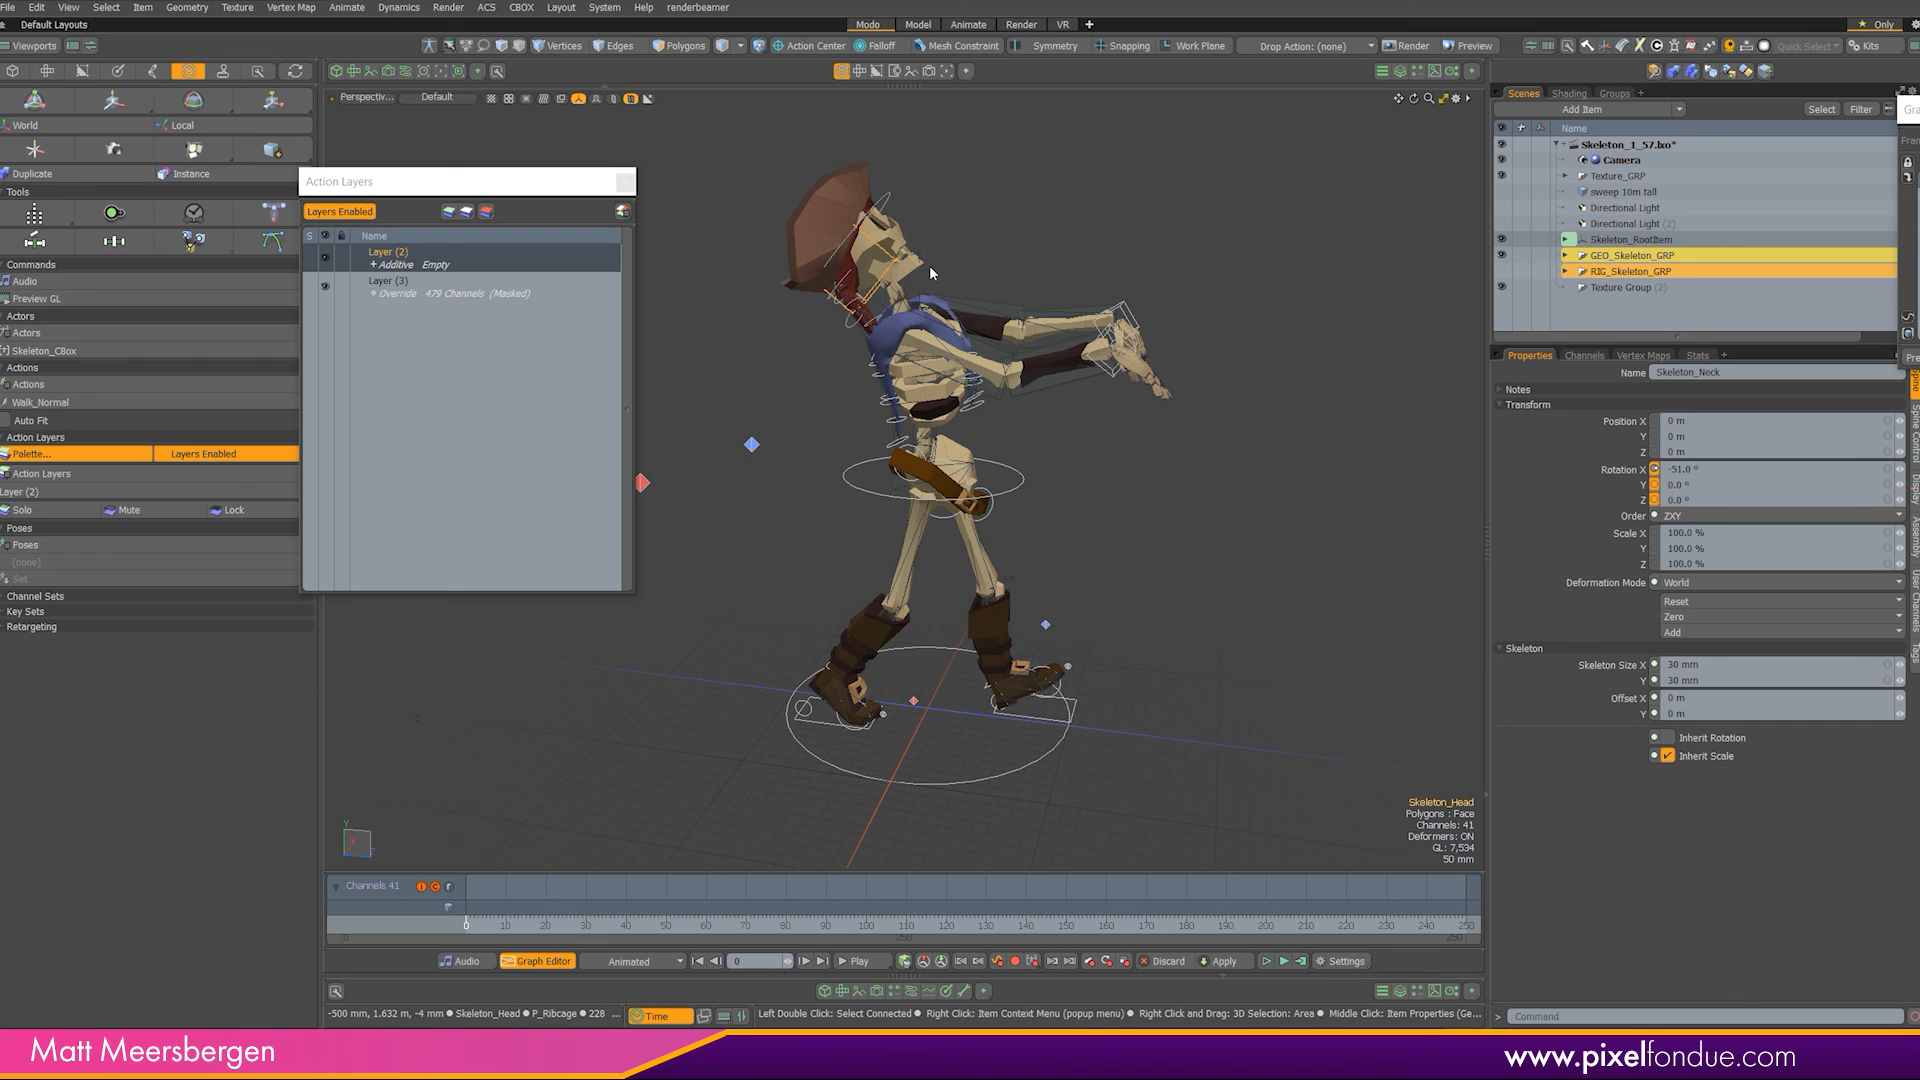 File Edit View Select Item Geometry Texture Vertex Map Animate Dynamics Render ACS CBOX Layout System Help renderbeamer
Default Layouts Modo Model Animate Render VR Only
Viewports Vertices Edges Polygons Action Center Falloff Mesh Constraint Symmetry Snapping Work Plane Drop Action: (none) Render Preview Quick Select Kits
Perspectiv... Default
World Local
Duplicate Instance
Tools
Commands
Audio
Preview GL
Actors
Actors
Skeleton_CBox
Actions
Actions
Walk_Normal
Auto Fit
Action Layers
Palette... Layers Enabled
Action Layers
Layer (2)
Solo Mute Lock
Poses
Poses
(none)
Set
Channel Sets
Key Sets
Retargeting
Action Layers
Layers Enabled
S Name
Layer (2)
+ Additive Empty
Layer (3)
Override 479 Channels (Masked)
Skeleton_Head
Polygons : Face
Channels: 41
Deformers: ON
GL: 7,534
50 mm
Scenes Shading Groups +
Add Item Select Filter
Name
Skeleton_1_57.lxo*
Camera
Texture_GRP
sweep 10m tall
Directional Light
Directional Light (2)
Skeleton_RootItem
GEO_Skeleton_GRP
RIG_Skeleton_GRP
Texture Group (2)
Properties Channels Vertex Maps Stats +
Name Skeleton_Neck
Notes
Transform
Position X 0 m
Y 0 m
Z 0 m
Rotation X -51.0 °
Y 0.0 °
Z 0.0 °
Order ZXY
Scale X 100.0 %
Y 100.0 %
Z 100.0 %
Deformation Mode World
Reset
Zero
Add
Skeleton
Skeleton Size X 30 mm
Y 30 mm
Offset X 0 m
Y 0 m
Inherit Rotation
Inherit Scale
Spine Control
Display
Assembly
User Channels
Tags
Channels 41
0 10 20 30 40 50 60 70 80 90 100 110 120 130 140 150 160 170 180 190 200 210 220 230 240 250
0 250 250
Audio Graph Editor Animated 0 Play Discard Apply Settings
-500 mm, 1.632 m, -4 mm Skeleton_Head P_Ribcage 228 ... Time Left Double Click: Select Connected Right Click: Item Context Menu (popup menu) Right Click and Drag: 3D Selection: Area Middle Click: Item Properties (Ge... Command
Matt Meersbergen www.pixelfondue.com